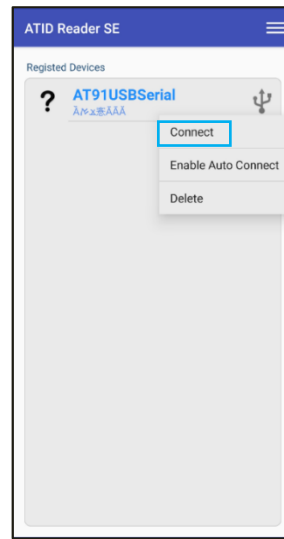 ATID Reader SE
Registed Devices
AT91USBSerial
Connect
Enable Auto Connect
Delete